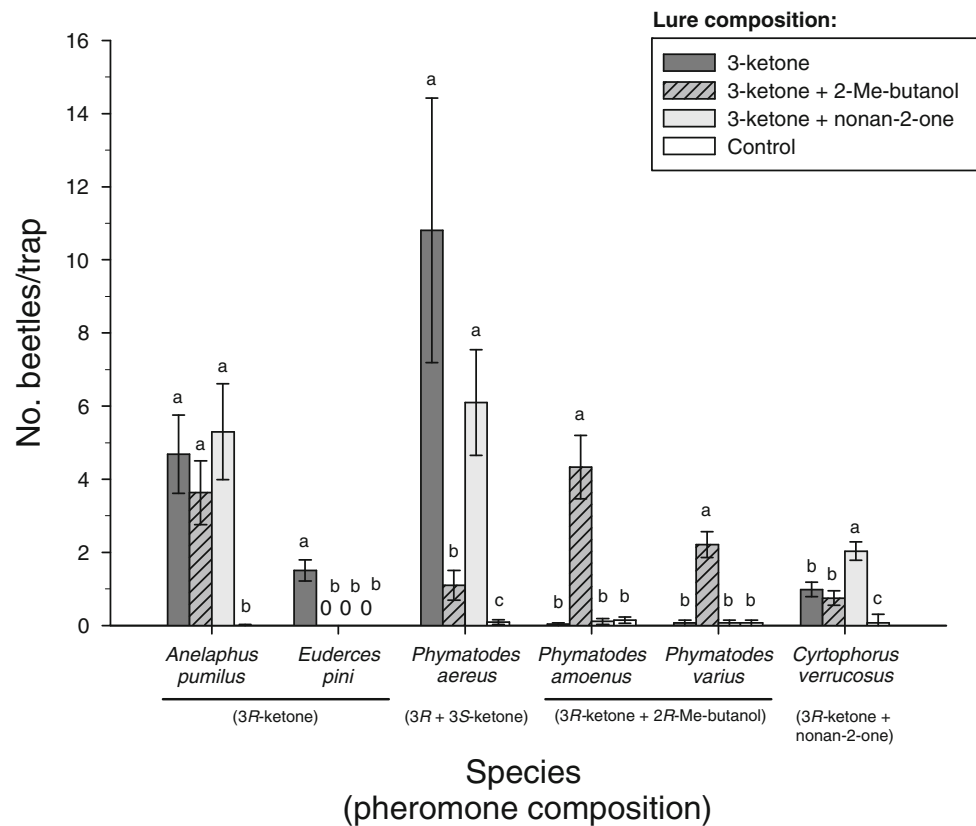 Lure composition:
3-ketone
3-ketone + 2-Me-butanol
3-ketone + nonan-2-one
Control
No. beetles/trap
16
14
12
10
8
6
4
2
0
a
a
a
b
a
b
b
b
0
0
0
a
b
a
c
b
a
b
b
b
a
b
b
b
b
a
c
Anelaphus
pumilus
Euderces
pini
Phymatodes
aereus
Phymatodes
amoenus
Phymatodes
varius
Cyrtophorus
verrucosus
(3R-ketone)
(3R + 3S-ketone)
(3R-ketone + 2R-Me-butanol)
(3R-ketone +
nonan-2-one)
Species
(pheromone composition)